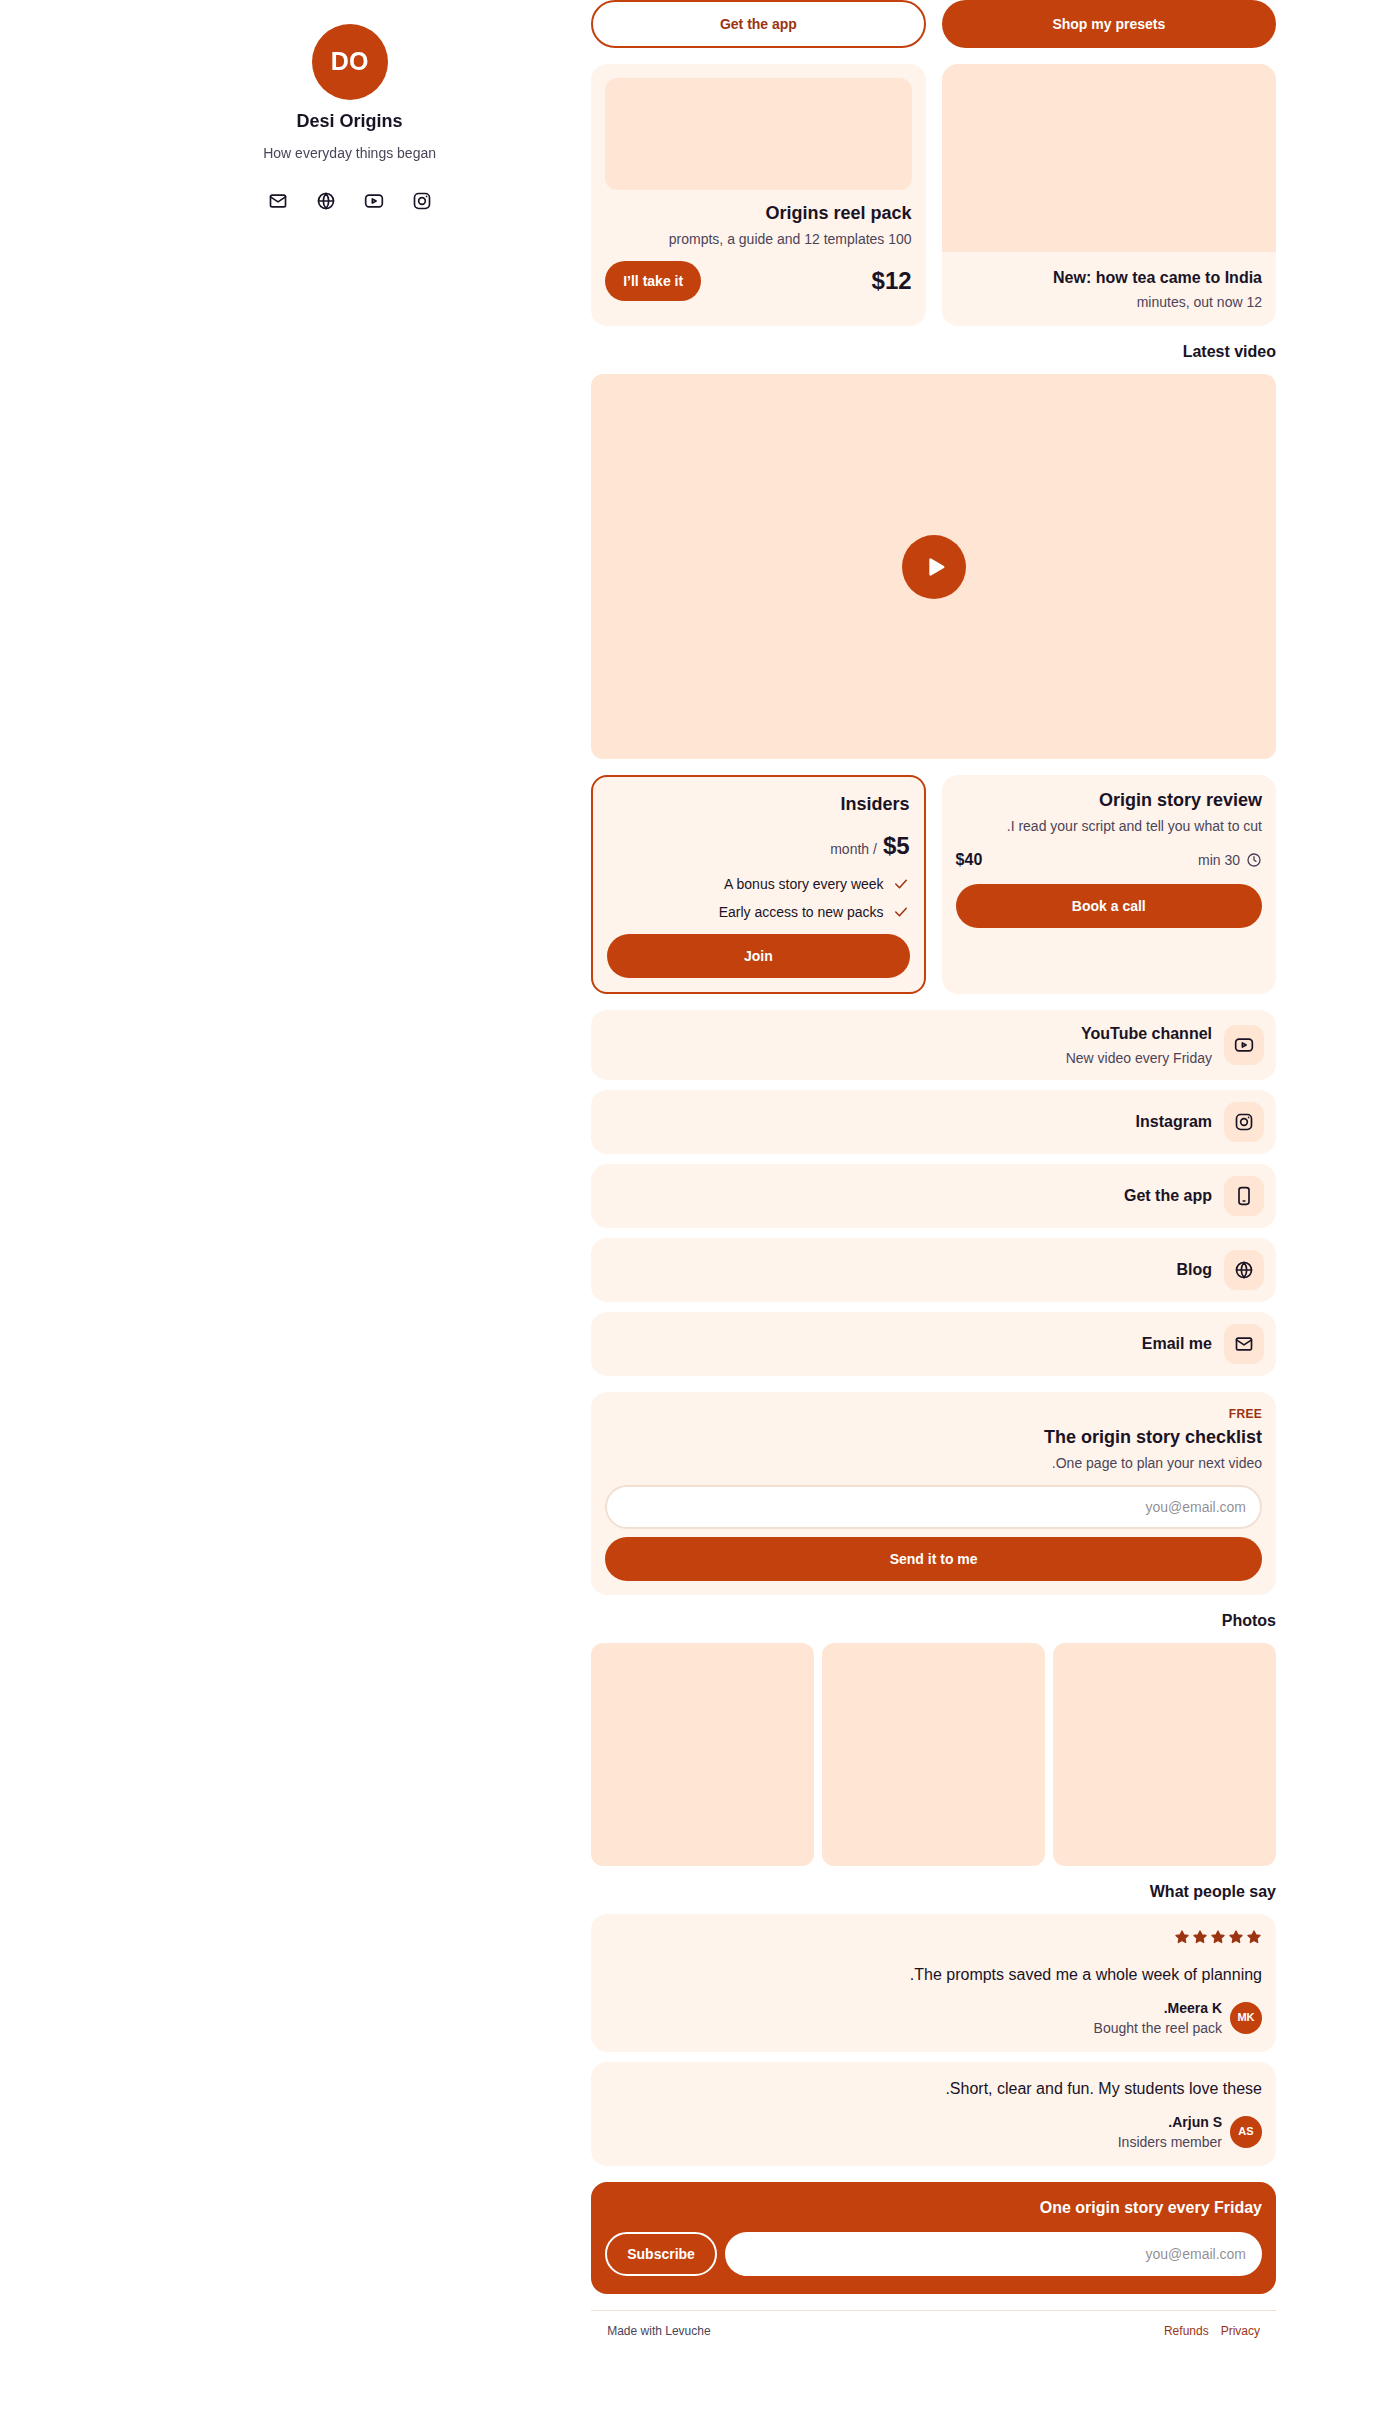 DO
Desi Origins
How everyday things began
Shop my presets
Get the app
New: how tea came to India
minutes, out now 12
Origins reel pack
prompts, a guide and 12 templates 100
$12
I’ll take it
Latest video
Origin story review
.I read your script and tell you what to cut
min 30
$40
Book a call
Insiders
$5 / month
A bonus story every week
Early access to new packs
Join
YouTube channel
New video every Friday
Instagram
Get the app
Blog
Email me
FREE
The origin story checklist
.One page to plan your next video
you@email.com
Send it to me
Photos
What people say
.The prompts saved me a whole week of planning
MK
.Meera K
Bought the reel pack
.Short, clear and fun. My students love these
AS
.Arjun S
Insiders member
One origin story every Friday
you@email.com
Subscribe
Refunds Privacy
Made with Levuche